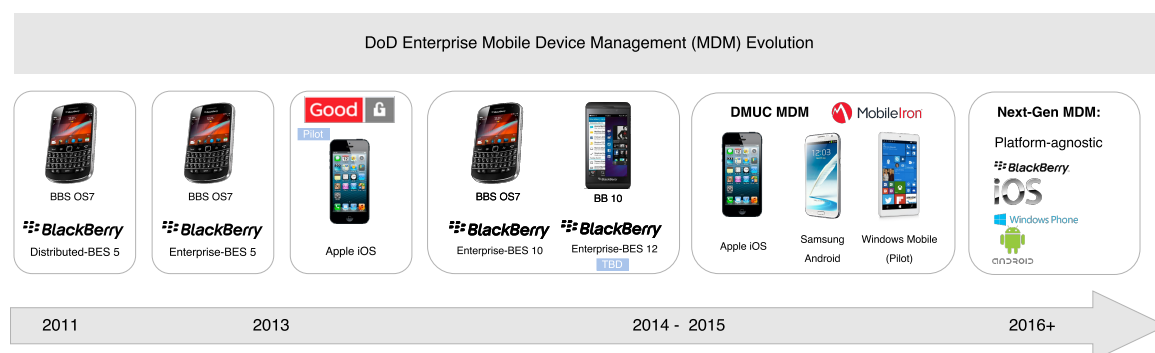 DoD Enterprise Mobile Device Management (MDM) Evolution
BBS OS7
BlackBerry
Distributed-BES 5
BBS OS7
BlackBerry
Enterprise-BES 5
Good
Pilot
Apple iOS
BBS OS7
BlackBerry
Enterprise-BES 10
BB 10
BlackBerry
Enterprise-BES 12
TBD
DMUC MDM
MobileIron
Apple iOS
Samsung
Android
Windows Mobile
(Pilot)
Next-Gen MDM:
Platform-agnostic
BlackBerry
iOS
Windows Phone
android
2011
2013
2014 - 2015
2016+